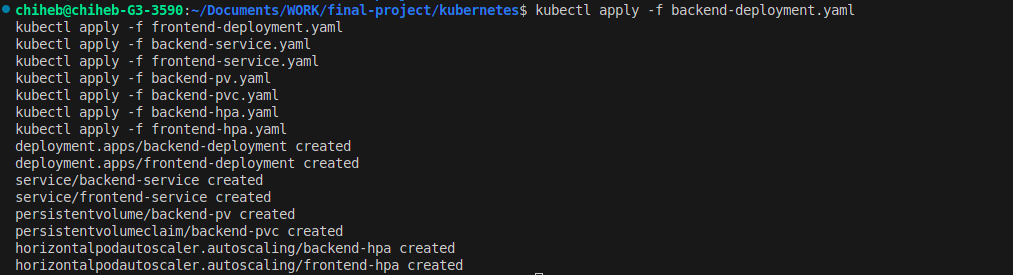 chiheb@chiheb-G3-3590:~/Documents/WORK/final-project/kubernetes$ kubectl apply -f backend-deployment.yaml
kubectl apply -f frontend-deployment.yaml
kubectl apply -f backend-service.yaml
kubectl apply -f frontend-service.yaml
kubectl apply -f backend-pv.yaml
kubectl apply -f backend-pvc.yaml
kubectl apply -f backend-hpa.yaml
kubectl apply -f frontend-hpa.yaml
deployment.apps/backend-deployment created
deployment.apps/frontend-deployment created
service/backend-service created
service/frontend-service created
persistentvolume/backend-pv created
persistentvolumeclaim/backend-pvc created
horizontalpodautoscaler.autoscaling/backend-hpa created
horizontalpodautoscaler.autoscaling/frontend-hpa created